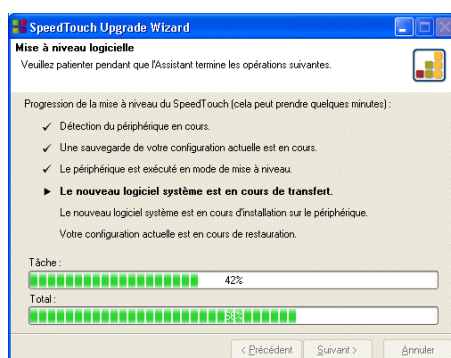 SpeedTouch Upgrade Wizard
Mise à niveau logicielle
Veuillez patienter pendant que l'Assistant termine les opérations suivantes.
Progression de la mise à niveau du SpeedTouch (cela peut prendre quelques minutes) :
Détection du périphérique en cours.
Une sauvegarde de votre configuration actuelle est en cours.
Le périphérique est exécuté en mode de mise à niveau.
Le nouveau logiciel système est en cours de transfert.
Le nouveau logiciel système est en cours d'installation sur le périphérique.
Votre configuration actuelle est en cours de restauration.
Tâche :
42%
Total :
< Précédent
Suivant >
Annuler